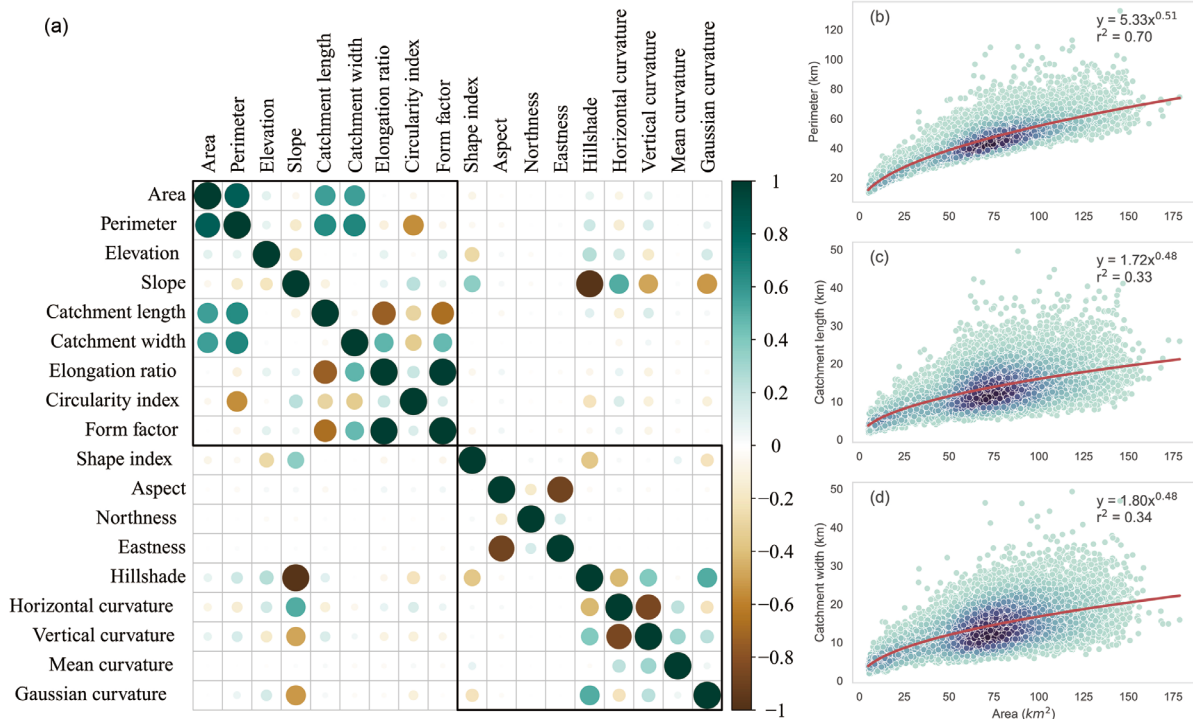 (a)
Area
Perimeter
Elevation
Slope
Catchment length
Catchment width
Elongation ratio
Circularity index
Form factor
Shape index
Aspect
Northness
Eastness
Hillshade
Horizontal curvature
Vertical curvature
Mean curvature
Gaussian curvature
Area
Perimeter
Elevation
Slope
Catchment length
Catchment width
Elongation ratio
Circularity index
Form factor
Shape index
Aspect
Northness
Eastness
Hillshade
Horizontal curvature
Vertical curvature
Mean curvature
Gaussian curvature
1
0.8
0.6
0.4
0.2
0
−0.2
−0.4
−0.6
−0.8
−1
(b)
y = 5.33x^0.51
r² = 0.70
Perimeter (km)
120
100
80
60
40
20
0 25 50 75 100 125 150 175
(c)
y = 1.72x^0.48
r² = 0.33
Catchment length (km)
50
40
30
20
10
0
0 25 50 75 100 125 150 175
(d)
y = 1.80x^0.48
r² = 0.34
Catchment width (km)
50
40
30
20
10
0
0 25 50 75 100 125 150 175
Area (km²)